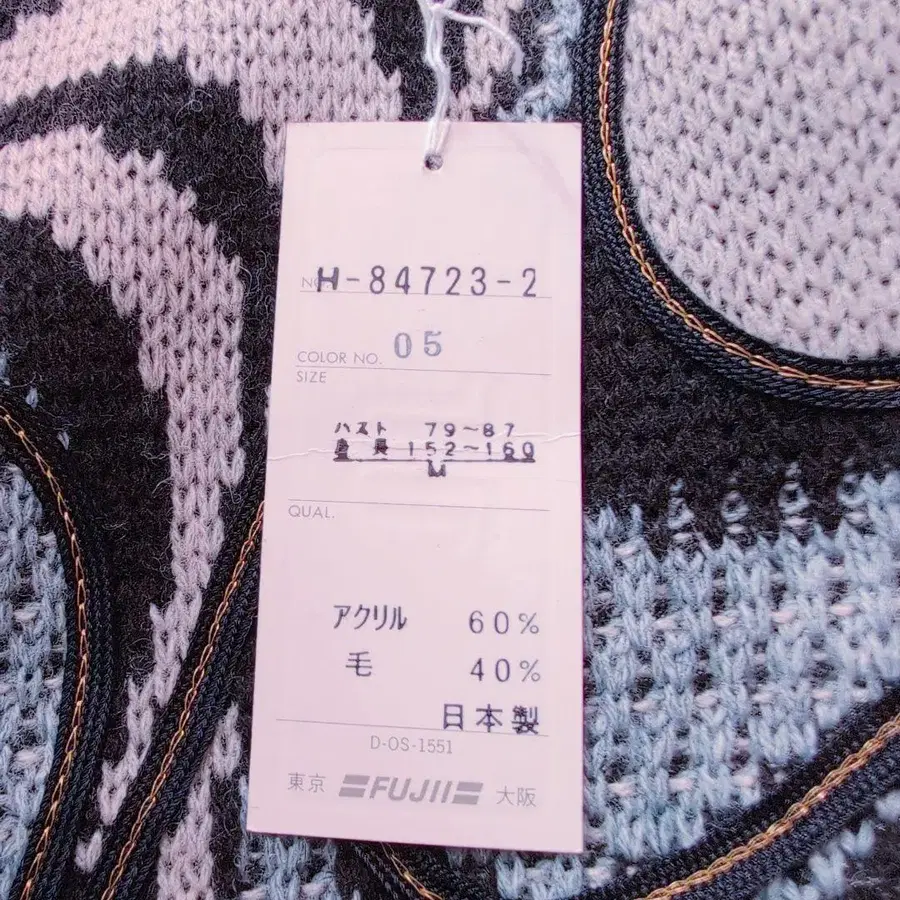 NO. H-84723-2
COLOR NO. 05
SIZE
バスト 79~87
身長 152~160
M
QUAL.
アクリル 60%
毛 40%
日本製
D-OS-1551
東京 FUJII 大阪